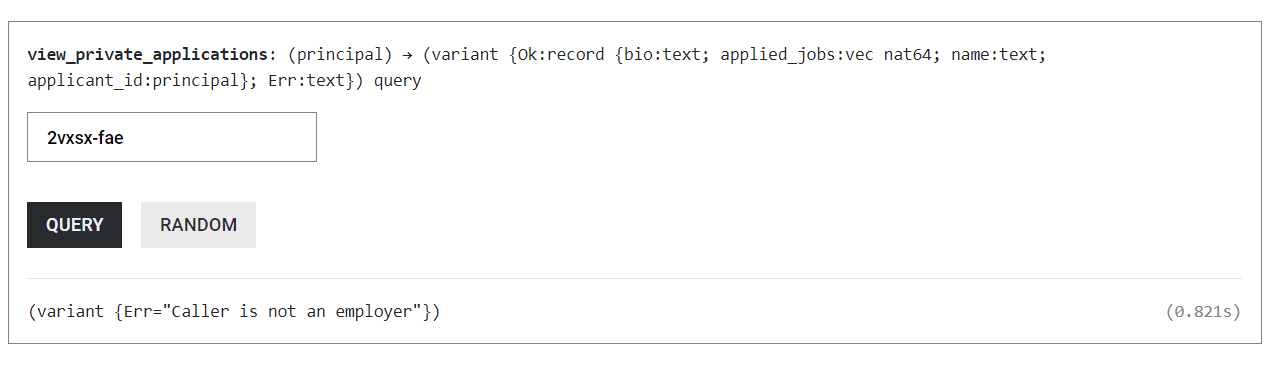 view_private_applications: (principal) → (variant {Ok:record {bio:text; applied_jobs:vec nat64; name:text;
applicant_id:principal}; Err:text}) query
2vxsx-fae
QUERY RANDOM
(variant {Err="Caller is not an employer"}) (0.821s)